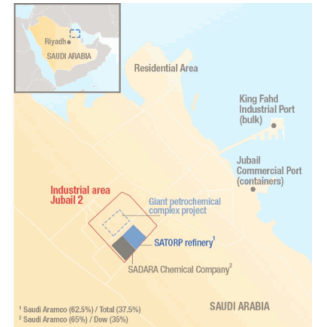 Riyadh
SAUDI ARABIA
Residential Area
King Fahd
Industrial Port
(bulk)
Jubail
Commercial Port
(containers)
Industrial area
Jubail 2
Giant petrochemical
complex project
SATORP refinery¹
SADARA Chemical Company²
SAUDI ARABIA
¹ Saudi Aramco (62.5%) / Total (37.5%)
² Saudi Aramco (65%) / Dow (35%)